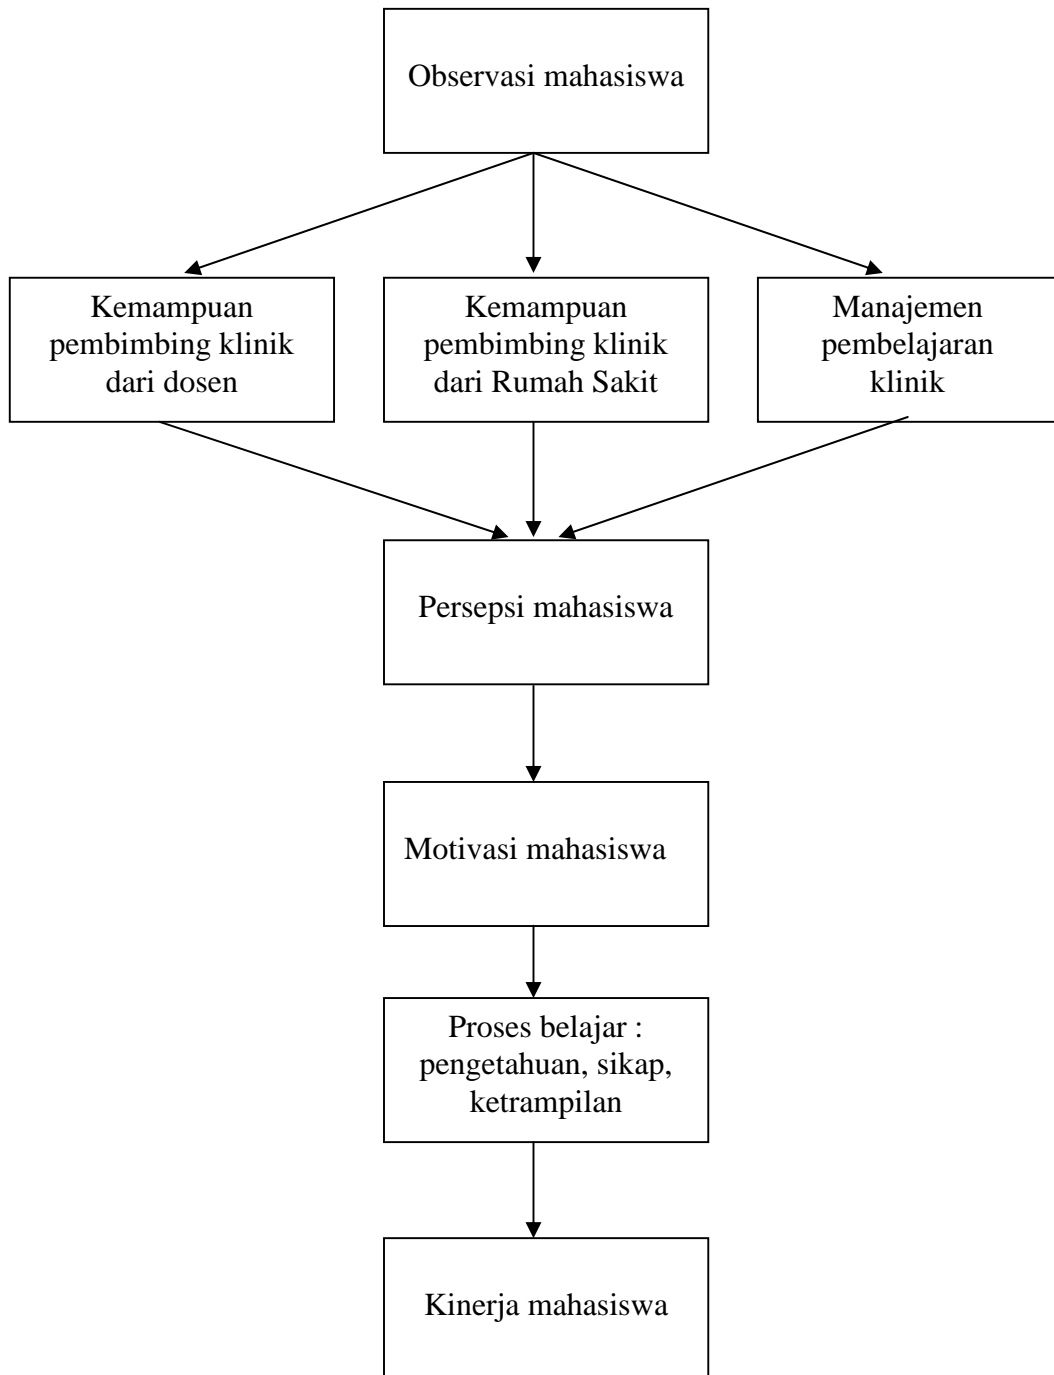 Observasi mahasiswa
Kemampuan
pembimbing klinik
dari dosen
Kemampuan
pembimbing klinik
dari Rumah Sakit
Manajemen
pembelajaran
klinik
Persepsi mahasiswa
Motivasi mahasiswa
Proses belajar :
pengetahuan, sikap,
ketrampilan
Kinerja mahasiswa